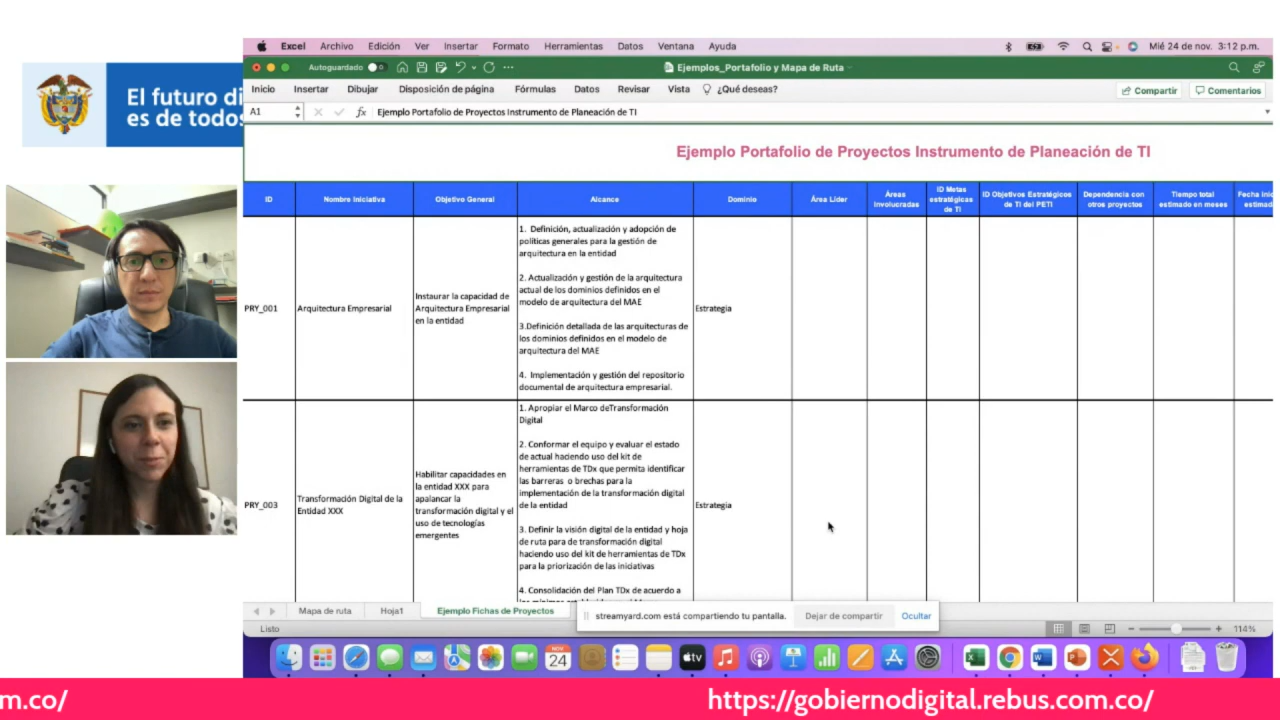 Excel Archivo Edición Ver Insertar Formato Herramientas Datos Ventana Ayuda
Mié 24 de nov. 3:12 p.m.
Autoguardado
Ejemplos_Portafolio y Mapa de Ruta
El futuro di
es de todos
Inicio Insertar Dibujar Disposición de página Fórmulas Datos Revisar Vista ¿Qué deseas?
Compartir Comentarios
A1
fx Ejemplo Portafolio de Proyectos Instrumento de Planeación de TI
Ejemplo Portafolio de Proyectos Instrumento de Planeación de TI
ID
Nombre Iniciativa
Objetivo General
Alcance
Dominio
Área Lider
Áreas
Involucradas
ID Metas
estratégicas
de TI
ID Objetivos Estratégicos
de TI del PETI
Dependencia con
otros proyectos
Tiempo total
estimado en meses
Fecha inic
estimad
PRY_001
Arquitectura Empresarial
Instaurar la capacidad de
Arquitectura Empresarial
en la entidad
1. Definición, actualización y adopción de
políticas generales para la gestión de
arquitectura en la entidad
2. Actualización y gestión de la arquitectura
actual de los dominios definidos en el
modelo de arquitectura del MAE
3.Definición detallada de las arquitecturas de
los dominios definidos en el modelo de
arquitectura del MAE
4. Implementación y gestión del repositorio
documental de arquitectura empresarial.
Estrategia
PRY_003
Transformación Digital de la
Entidad XXX
Habilitar capacidades en
la entidad XXX para
apalancar la
transformación digital y el
uso de tecnologías
emergentes
1. Apropiar el Marco deTransformación
Digital
2. Conformar el equipo y evaluar el estado
de actual haciendo uso del kit de
herramientas de TDx que permita identificar
las barreras o brechas para la
implementación de la transformación digital
de la entidad
3. Definir la visión digital de la entidad y hoja
de ruta para de transformación digital
haciendo uso del kit de herramientas de TDx
para la priorización de las iniciativas
4. Consolidación del Plan TDx de acuerdo a
Estrategia
Mapa de ruta Hoja1 Ejemplo Fichas de Proyectos
streamyard.com está compartiendo tu pantalla. Dejar de compartir Ocultar
Listo
114%
NOV
24
tv
m.co/
https://gobiernodigital.rebus.com.co/